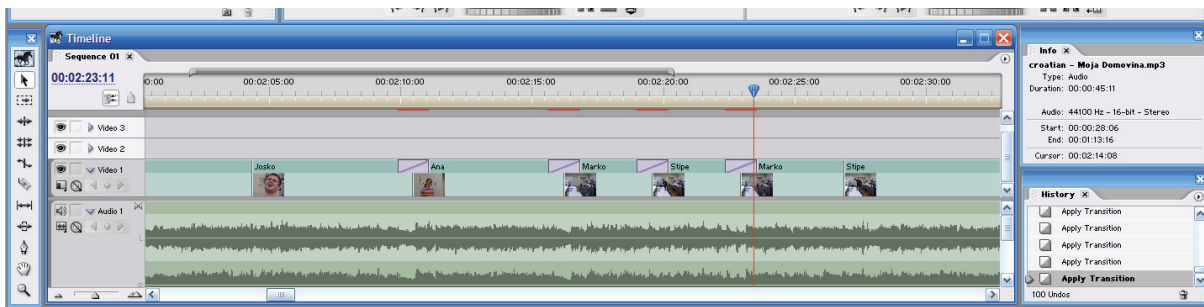 Timeline
Sequence 01
00:02:23:11
0:00 00:02:05:00 00:02:10:00 00:02:15:00 00:02:20:00 00:02:25:00 00:02:30:00
Video 3
Video 2
Video 1
Josko Ana Marko Stipe Marko Stipe
Audio 1
L
Info
croatian - Moja Domovina.mp3
Type: Audio
Duration: 00:00:45:11
Audio: 44100 Hz - 16-bit - Stereo
Start: 00:00:28:06
End: 00:01:13:16
Cursor: 00:02:14:08
History
Apply Transition
Apply Transition
Apply Transition
Apply Transition
Apply Transition
100 Undos